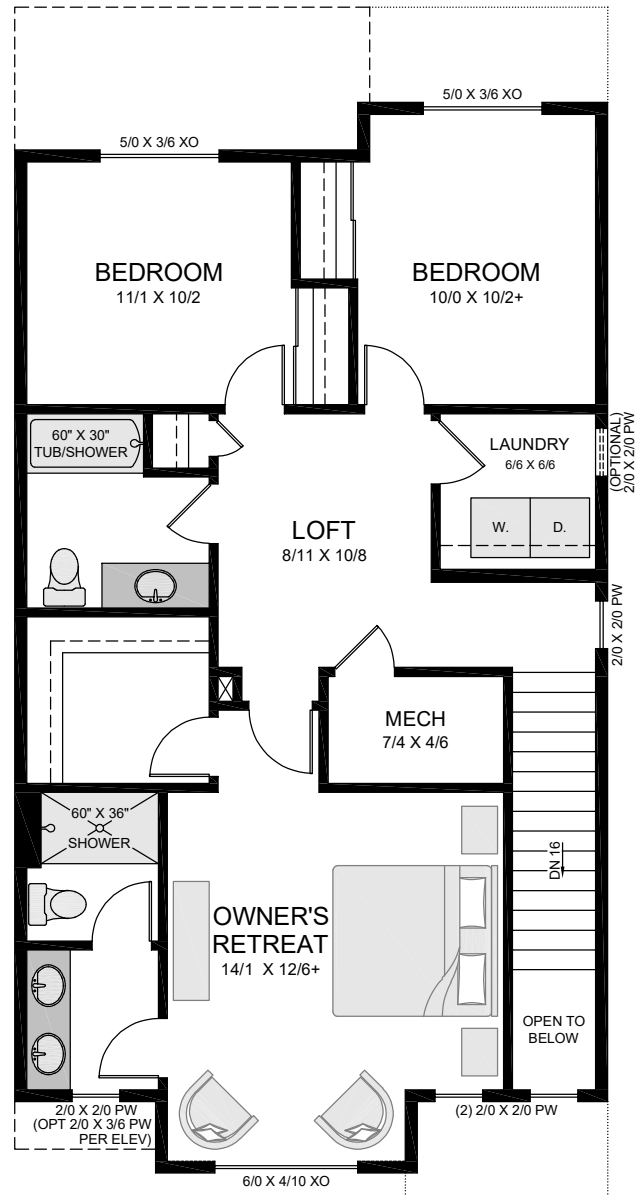 5/0 X 3/6 XO
5/0 X 3/6 XO
BEDROOM
11/1 X 10/2
BEDROOM
10/0 X 10/2+
60" X 30"
TUB/SHOWER
LAUNDRY
6/6 X 6/6
(OPTIONAL)
2/0 X 2/0 PW
W.
D.
LOFT
8/11 X 10/8
2/0 X 2/0 PW
MECH
7/4 X 4/6
60" X 36"
SHOWER
DN 16
OWNER'S
RETREAT
14/1 X 12/6+
OPEN TO
BELOW
2/0 X 2/0 PW
(OPT 2/0 X 3/6 PW
PER ELEV)
(2) 2/0 X 2/0 PW
6/0 X 4/10 XO